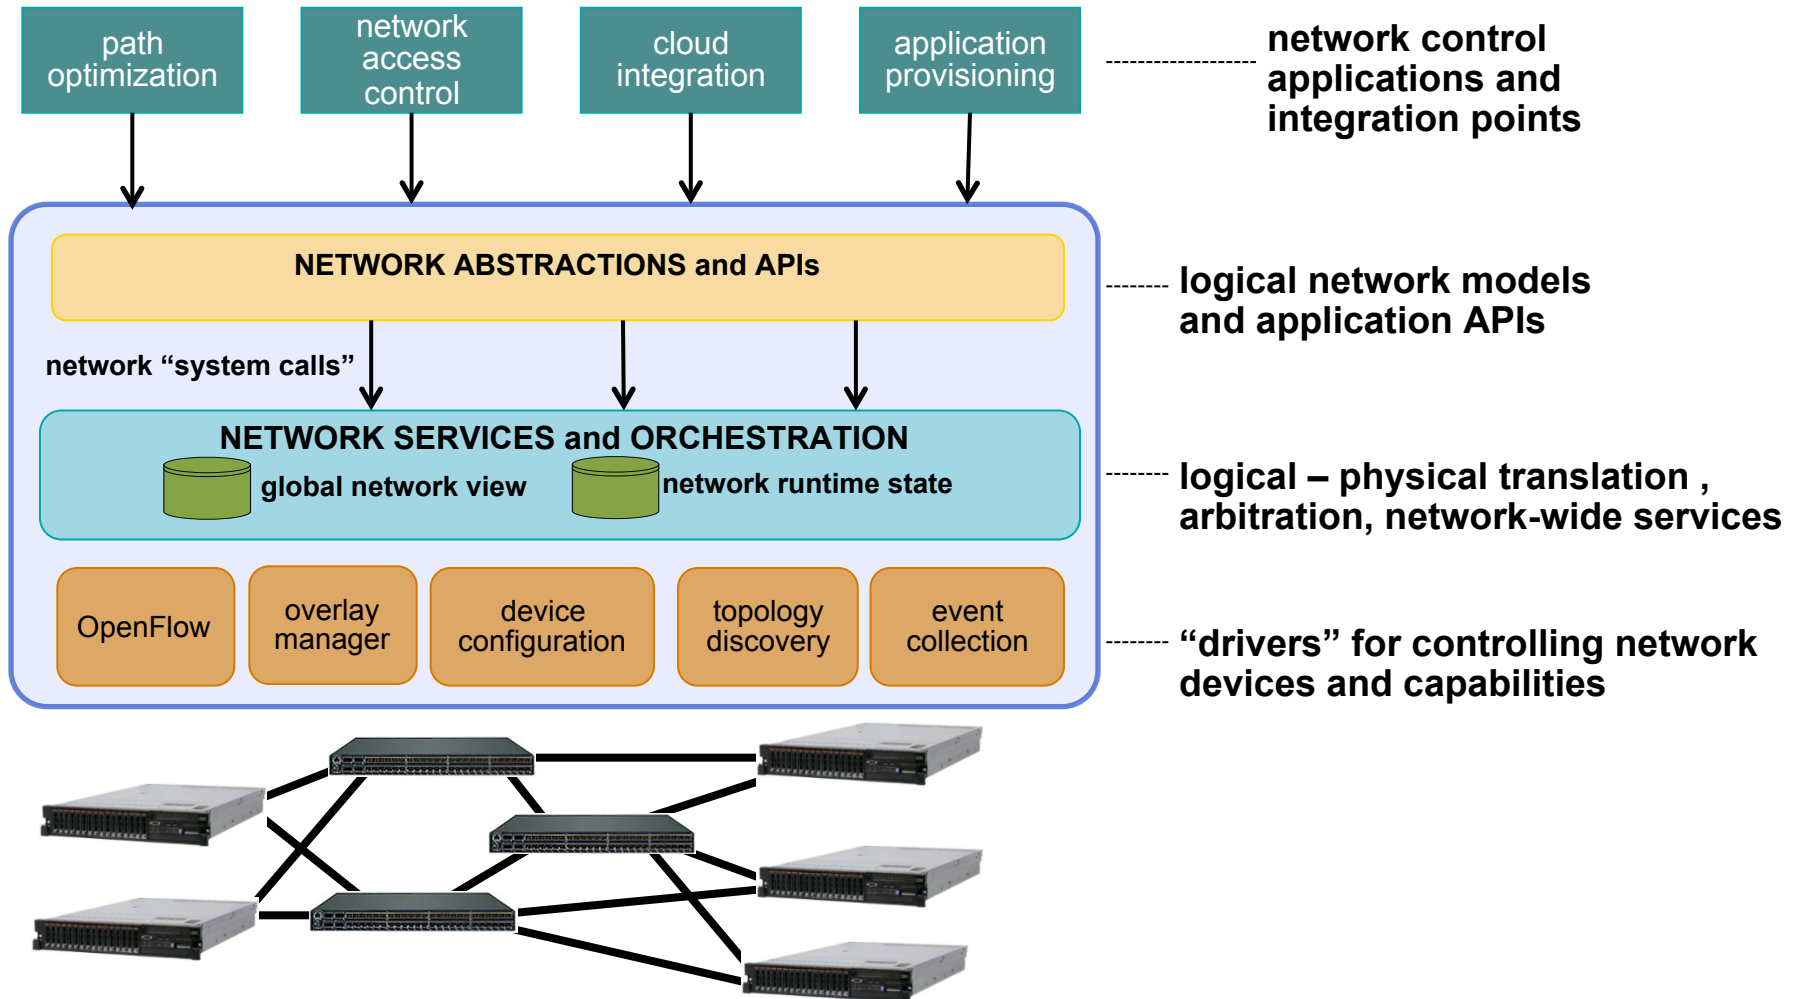 path
optimization
network
access
control
cloud
integration
application
provisioning
network control
applications and
integration points
NETWORK ABSTRACTIONS and APIs
logical network models
and application APIs
network “system calls”
NETWORK SERVICES and ORCHESTRATION
global network view
network runtime state
logical – physical translation ,
arbitration, network-wide services
OpenFlow
overlay
manager
device
configuration
topology
discovery
event
collection
“drivers” for controlling network
devices and capabilities